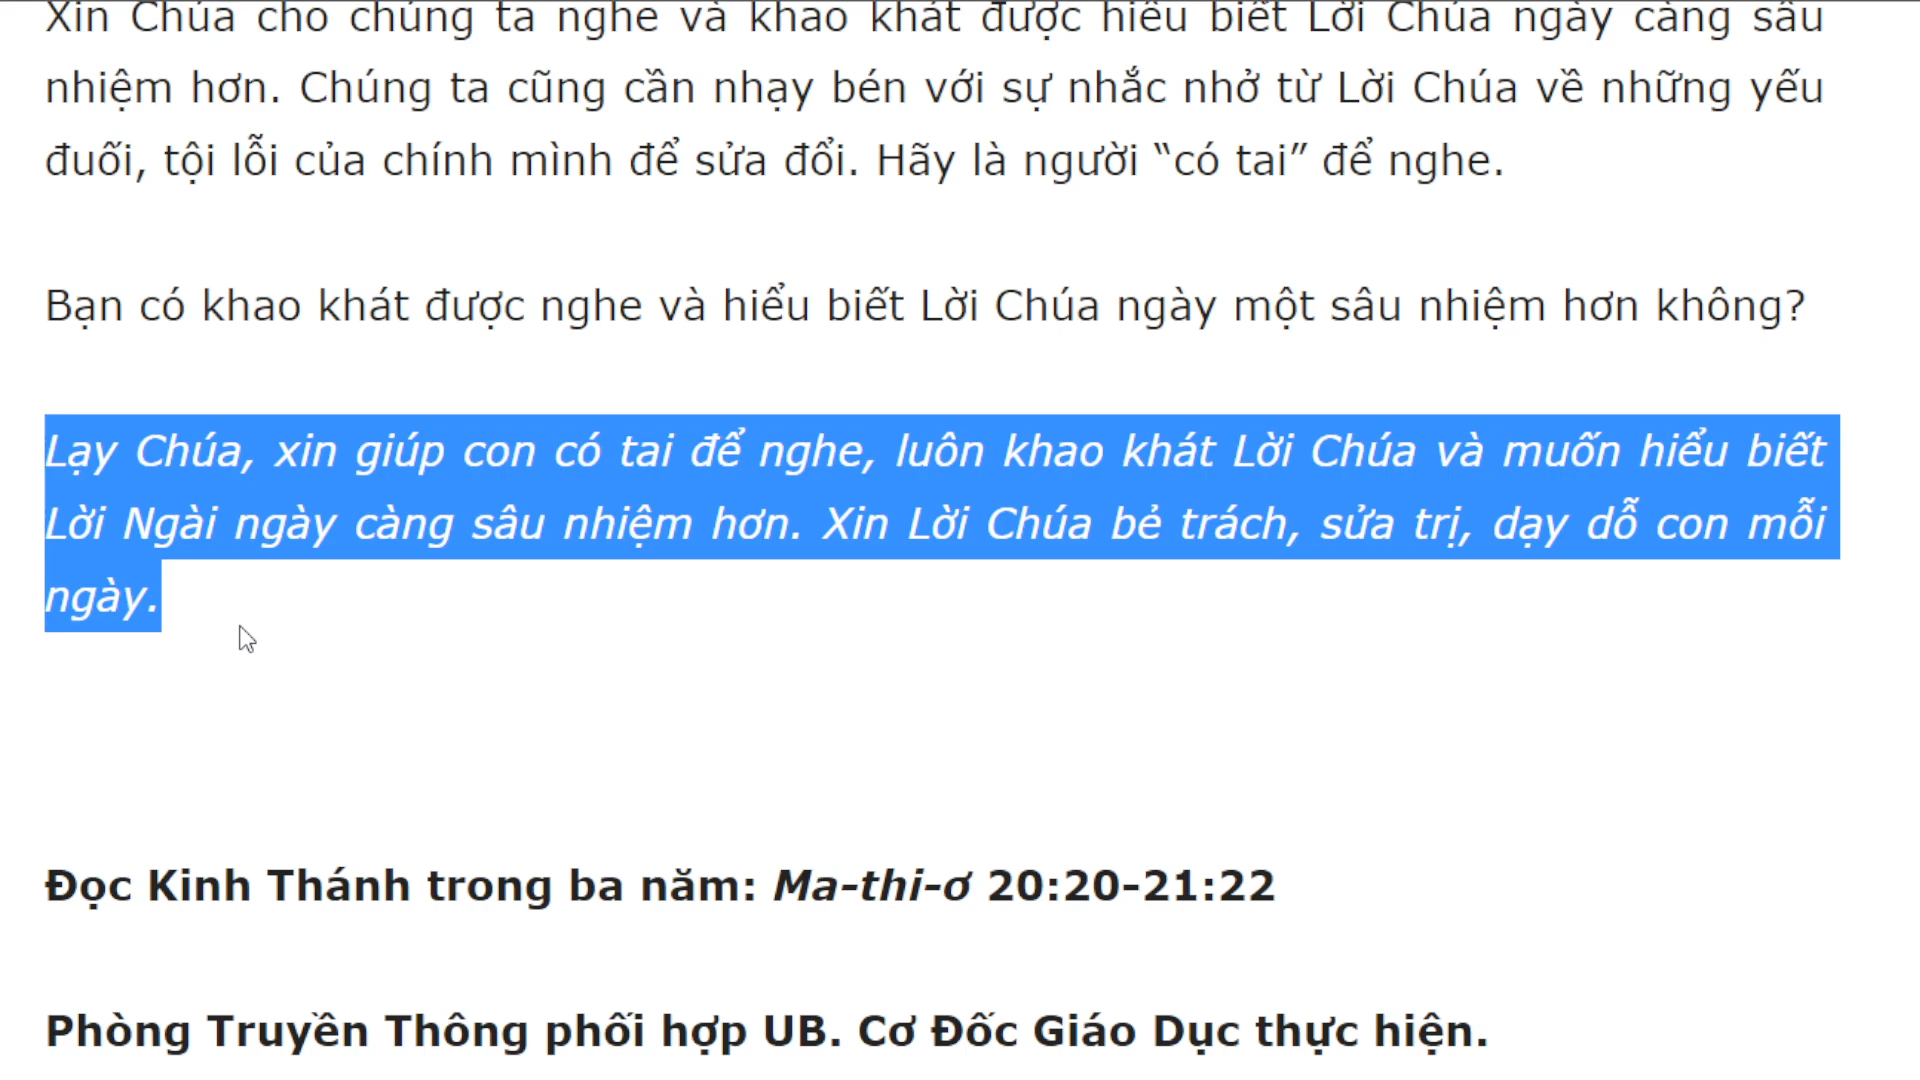 Xin Chúa cho chúng ta nghe và khao khát được hiểu biết Lời Chúa ngày càng sâu
nhiệm hơn. Chúng ta cũng cần nhạy bén với sự nhắc nhở từ Lời Chúa về những yếu
đuối, tội lỗi của chính mình để sửa đổi. Hãy là người “có tai” để nghe.
Bạn có khao khát được nghe và hiểu biết Lời Chúa ngày một sâu nhiệm hơn không?
Lạy Chúa, xin giúp con có tai để nghe, luôn khao khát Lời Chúa và muốn hiểu biết
Lời Ngài ngày càng sâu nhiệm hơn. Xin Lời Chúa bẻ trách, sửa trị, dạy dỗ con mỗi
ngày.
Đọc Kinh Thánh trong ba năm: Ma-thi-ơ 20:20-21:22
Phòng Truyền Thông phối hợp UB. Cơ Đốc Giáo Dục thực hiện.